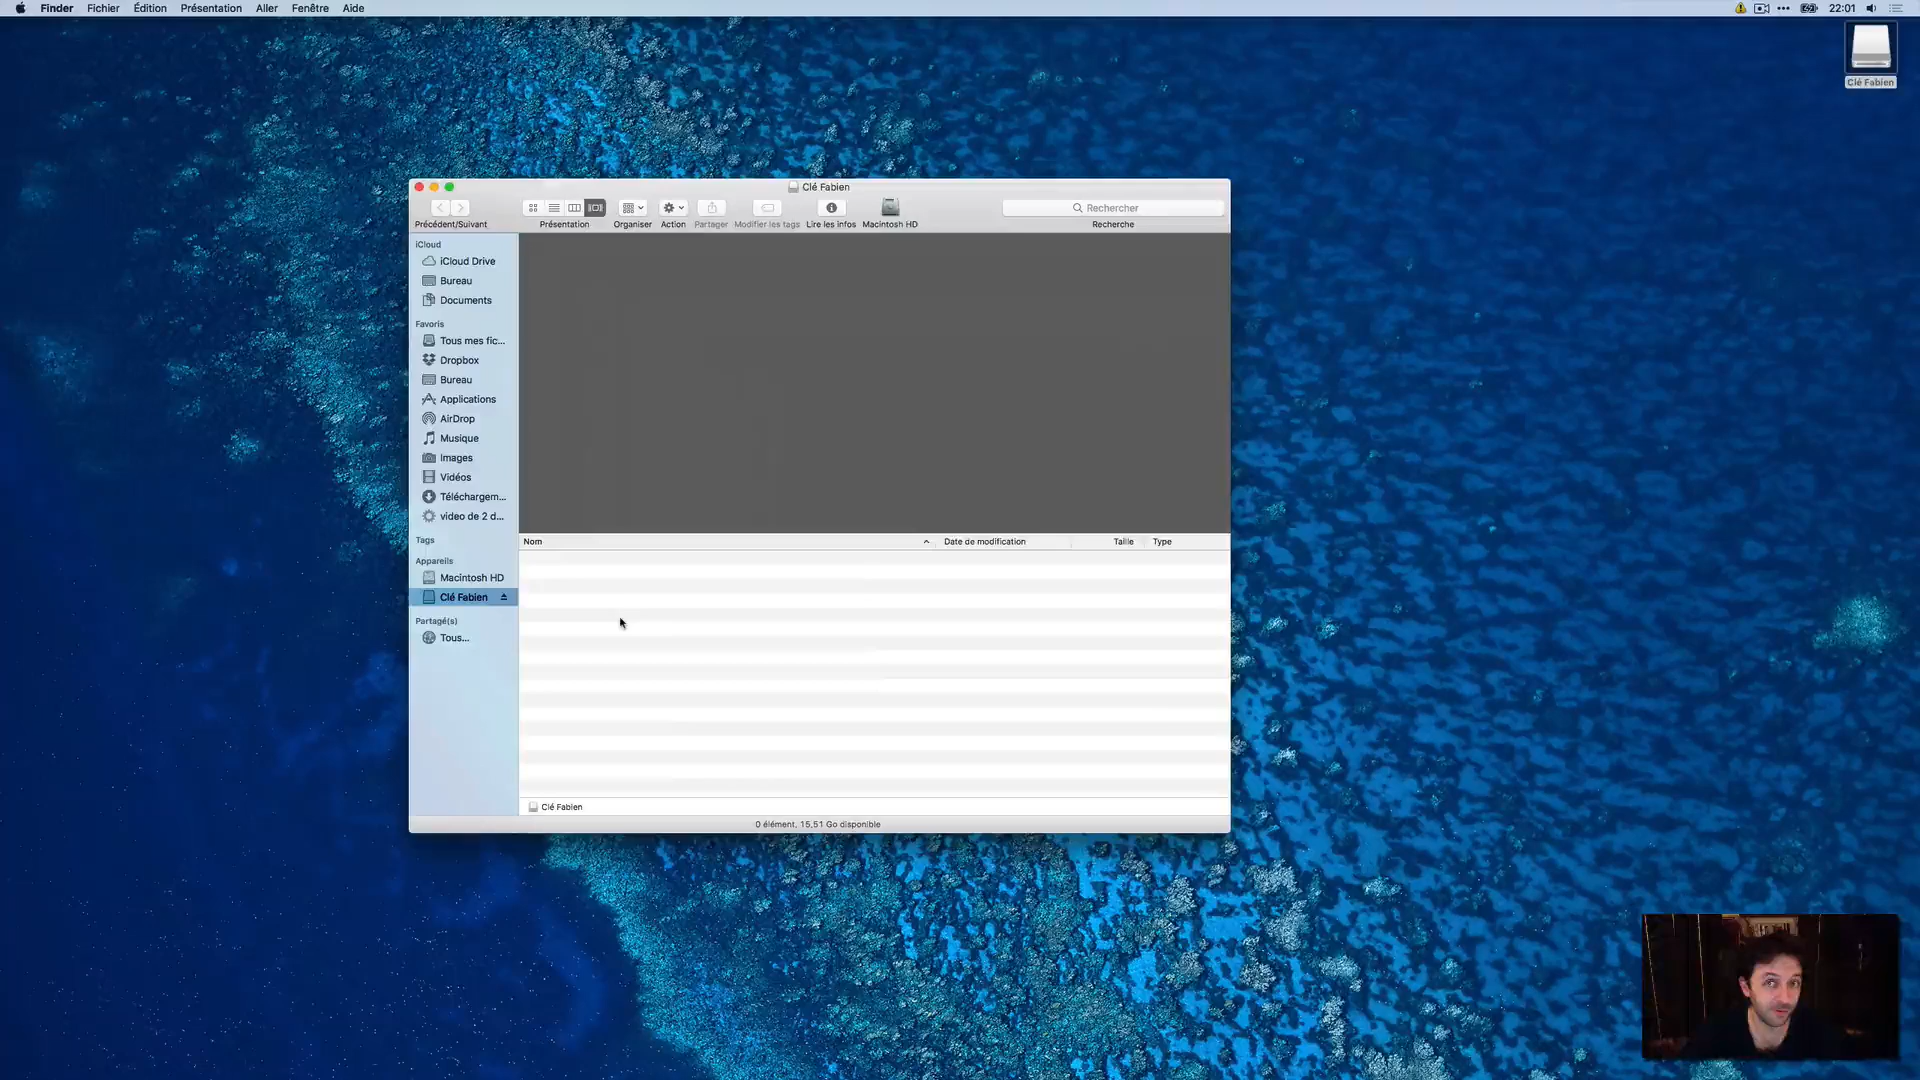 Finder Fichier Édition Présentation Aller Fenêtre Aide 22:01
Clé Fabien
Clé Fabien
Rechercher
Précédent/Suivant Présentation Organiser Action Partager Modifier les tags Lire les infos Macintosh HD Recherche
iCloud
iCloud Drive
Bureau
Documents
Favoris
Tous mes fic...
Dropbox
Bureau
Applications
AirDrop
Musique
Images
Vidéos
Téléchargem...
video de 2 d...
Tags
Appareils
Macintosh HD
Clé Fabien
Partagé(s)
Tous...
Nom Date de modification Taille Type
Clé Fabien
0 élément, 15,51 Go disponible